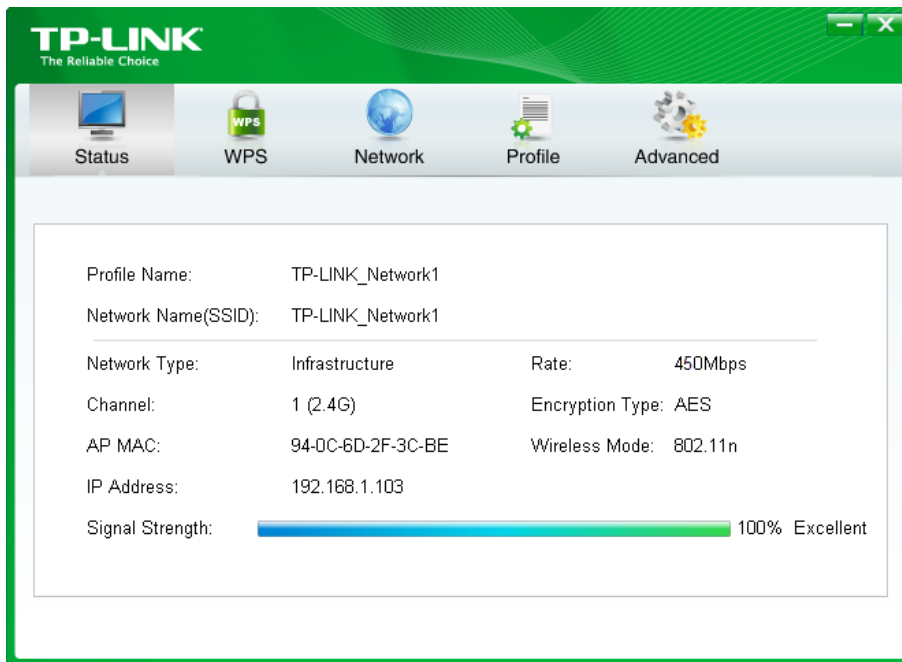 TP-LINK
The Reliable Choice
WPS
Status WPS Network Profile Advanced
Profile Name: TP-LINK_Network1
Network Name(SSID): TP-LINK_Network1
Network Type: Infrastructure Rate: 450Mbps
Channel: 1 (2.4G) Encryption Type: AES
AP MAC: 94-0C-6D-2F-3C-BE Wireless Mode: 802.11n
IP Address: 192.168.1.103
Signal Strength: 100% Excellent